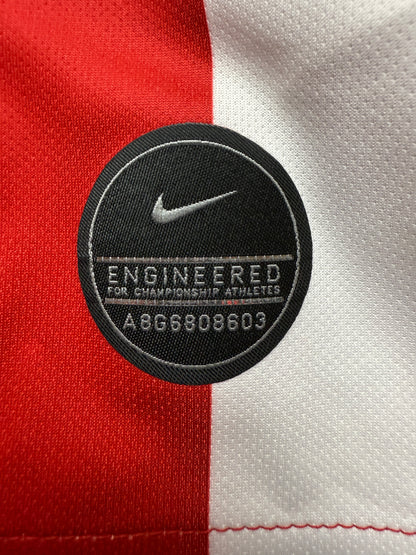 ENGINEERED
FOR CHAMPIONSHIP ATHLETES
A8G6808603